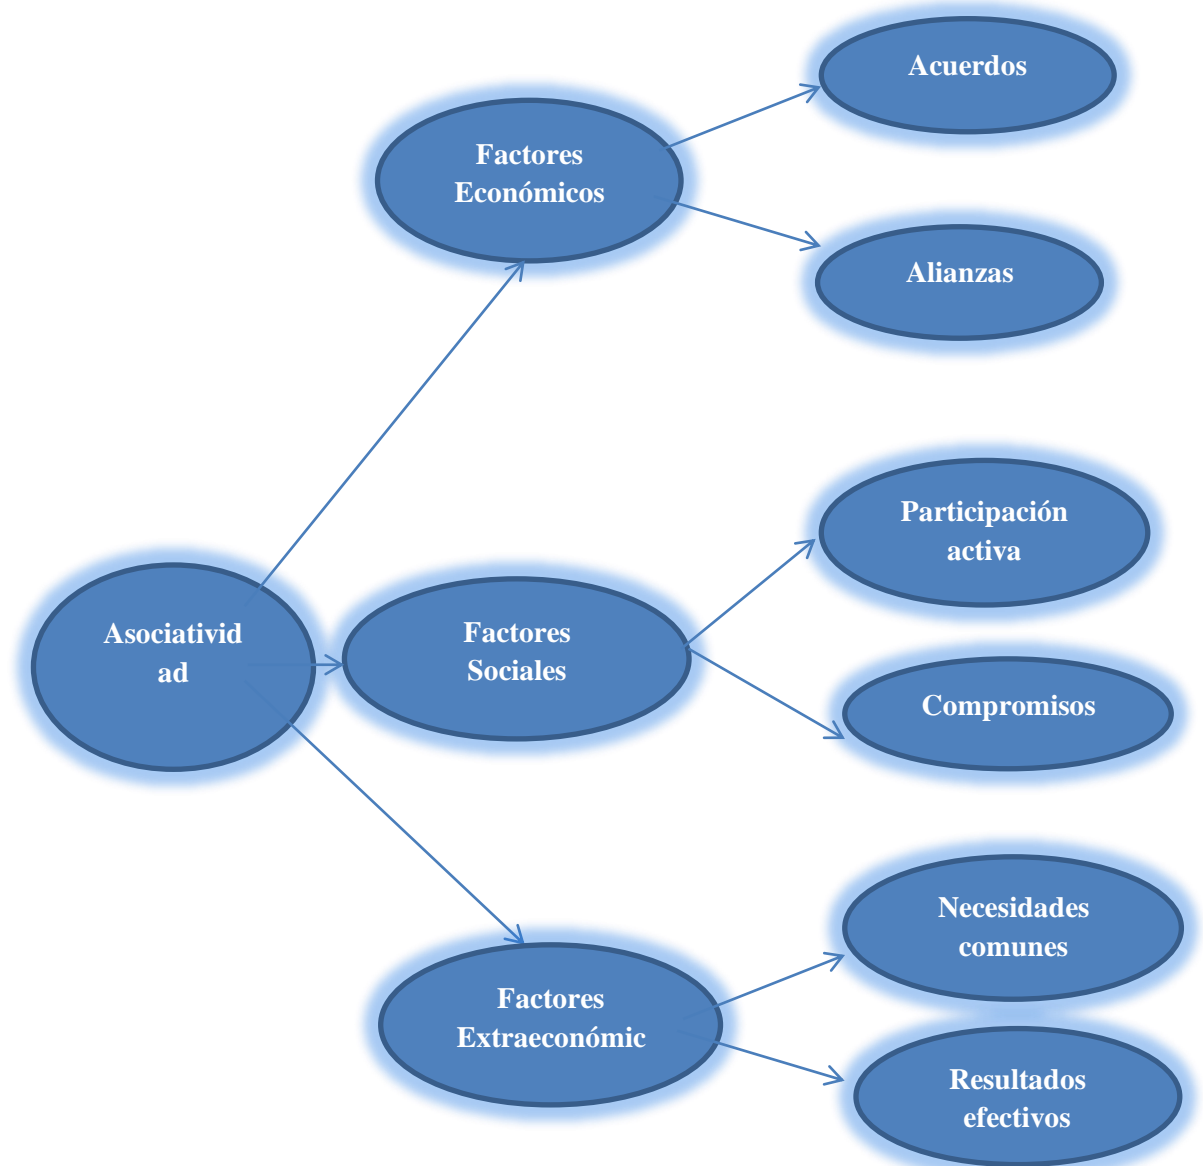 Acuerdos
Factores
Económicos
Alianzas
Participación
activa
Asociativid
ad
Factores
Sociales
Compromisos
Necesidades
comunes
Factores
Extraeconómic
Resultados
efectivos